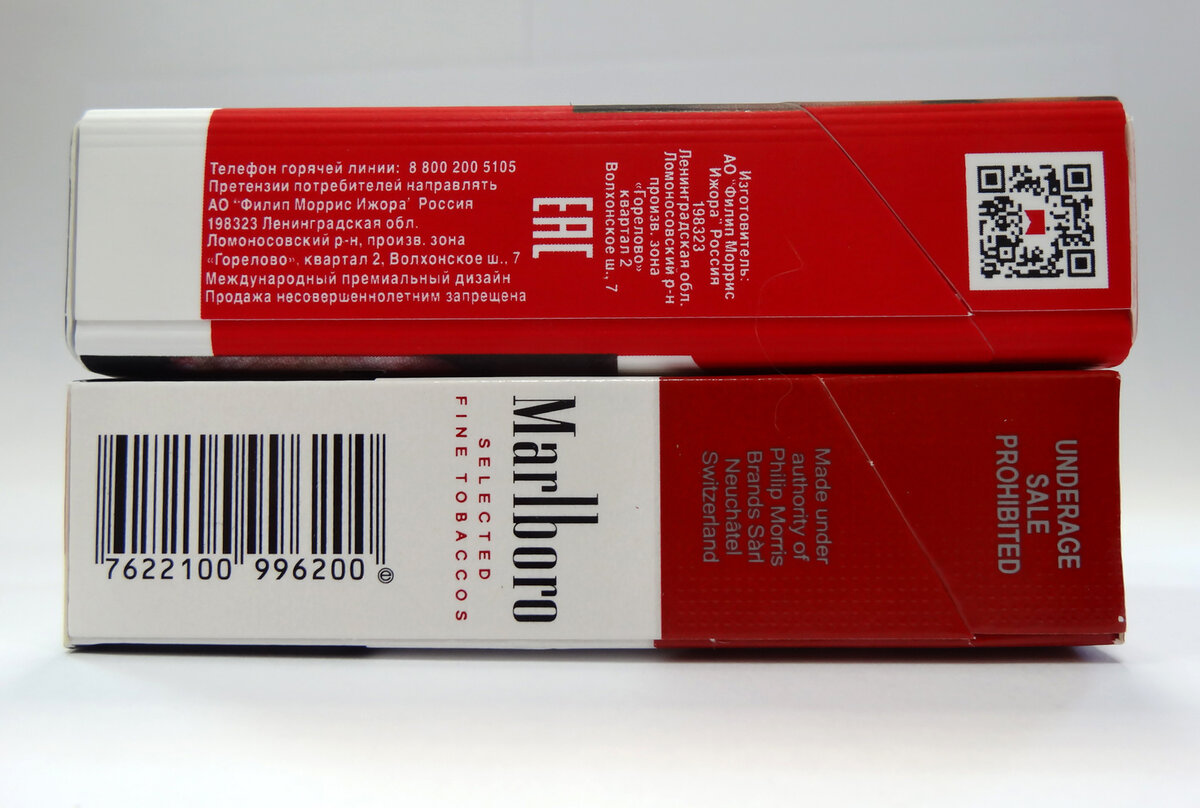 Телефон горячей линии: 8 800 200 5105
Претензии потребителей направлять
АО "Филип Моррис Ижора" Россия
198323 Ленинградская обл.
Ломоносовский р-н, произв. зона
«Горелово», квартал 2, Волхонское ш., 7
Международный премиальный дизайн
Продажа несовершеннолетним запрещена
EAC
Изготовитель:
АО "Филип Моррис
Ижора" Россия
198323
Ленинградская обл.
Ломоносовский р-н
произв. зона
«Горелово»
квартал 2
Волхонское ш., 7
7622100 996200
Marlboro
SELECTED
FINE TOBACCOS
Made under
authority of
Philip Morris
Brands Sàrl
Neuchâtel
Switzerland
UNDERAGE
SALE
PROHIBITED